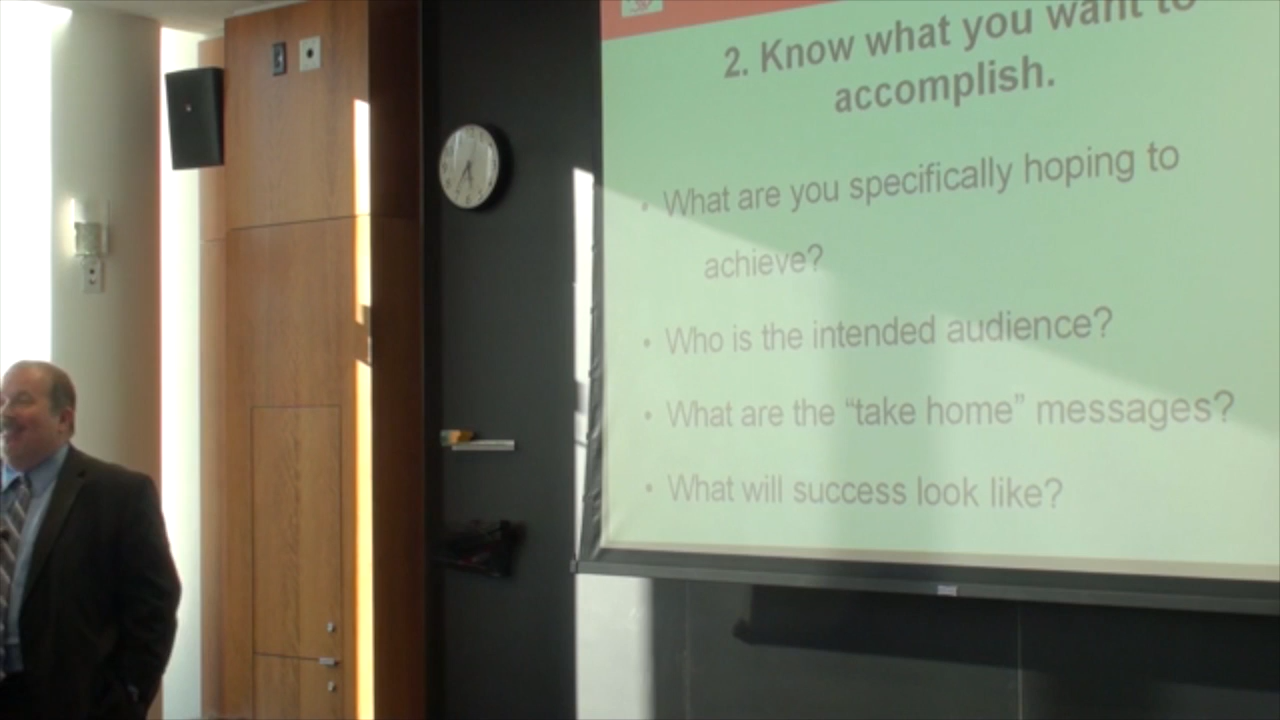 2. Know what you want to
accomplish.
• What are you specifically hoping to
achieve?
• Who is the intended audience?
• What are the “take home” messages?
• What will success look like?